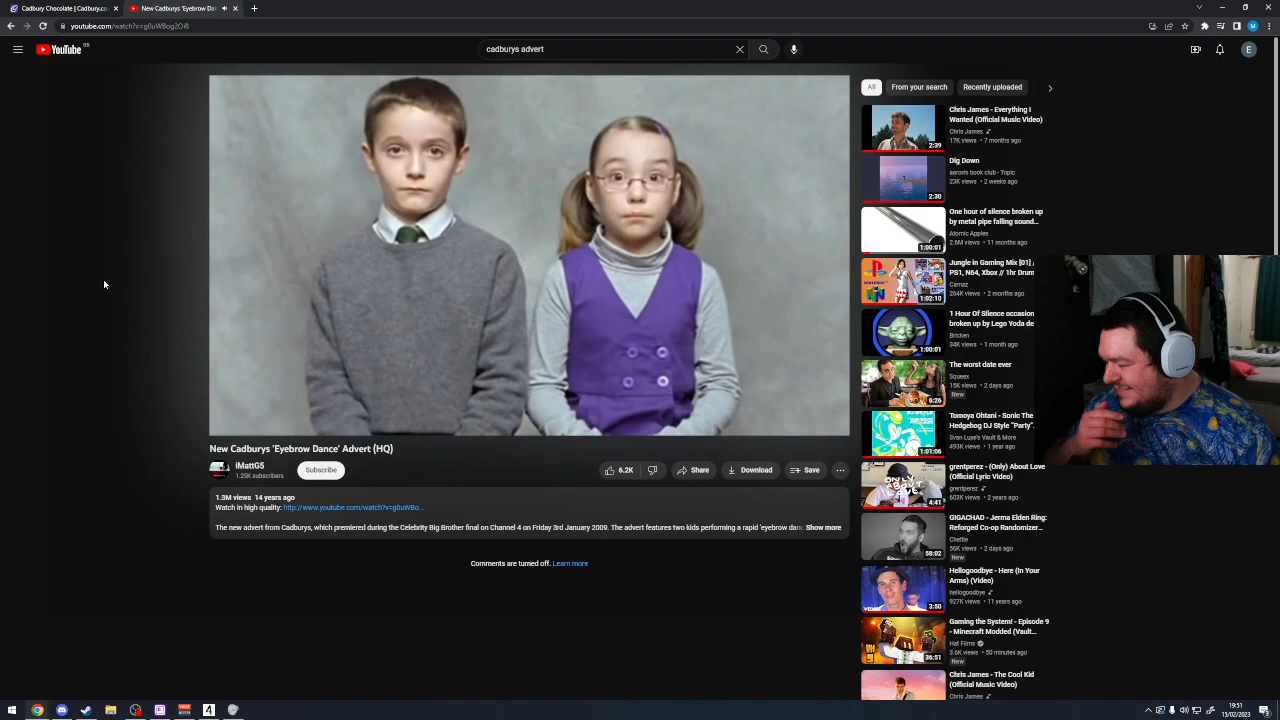 Cadbury Chocolate | Cadbury.co.
New Cadburys 'Eyebrow Da
youtube.com/watch?v=g0uWBog2Oi8
YouTube GB
cadburys advert
All
From your search
Recently uploaded
Chris James - Everything I
Wanted (Official Music Video)
Chris James
17K views • 7 months ago
2:39
Dig Down
aaron's book club - Topic
23K views • 2 weeks ago
2:30
One hour of silence broken up
by metal pipe falling sound...
Atomic Apples
2.6M views • 11 months ago
1:00:01
Jungle in Gaming Mix [01] /
PS1, N64, Xbox // 1hr Drum
Carnsz
264K views • 2 months ago
1:02:10
1 Hour Of Silence occasion
broken up by Lego Yoda de
Bricken
34K views • 1 month ago
1:00:01
The worst date ever
Squeex
15K views • 2 days ago
New
6:26
Tomoya Ohtani - Sonic The
Hedgehog DJ Style "Party"
Svan Luxe's Vault & More
493K views • 1 year ago
1:01:06
grentperez - (Only) About Love
(Official Lyric Video)
grentperez
603K views • 2 years ago
4:41
GIGACHAD - Jerma Elden Ring:
Reforged Co-op Randomizer...
Cheltie
56K views • 2 days ago
New
58:02
Hellogoodbye - Here (In Your
Arms) (Video)
hellogoodbye
927K views • 11 years ago
3:50
Gaming the System! - Episode 9
- Minecraft Modded (Vault...
Hat Films
3.6K views • 50 minutes ago
New
36:51
Chris James - The Cool Kid
(Official Music Video)
Chris James
New Cadburys 'Eyebrow Dance' Advert (HQ)
iMattG5
1.25K subscribers
Subscribe
6.2K
Share
Download
Save
1.3M views 14 years ago
Watch in high quality: http://www.youtube.com/watch?v=g0uWBo...
The new advert from Cadburys, which premiered during the Celebrity Big Brother final on Channel 4 on Friday 3rd January 2009. The advert features two kids performing a rapid 'eyebrow danc Show more
Comments are turned off. Learn more
19:51
15/02/2023